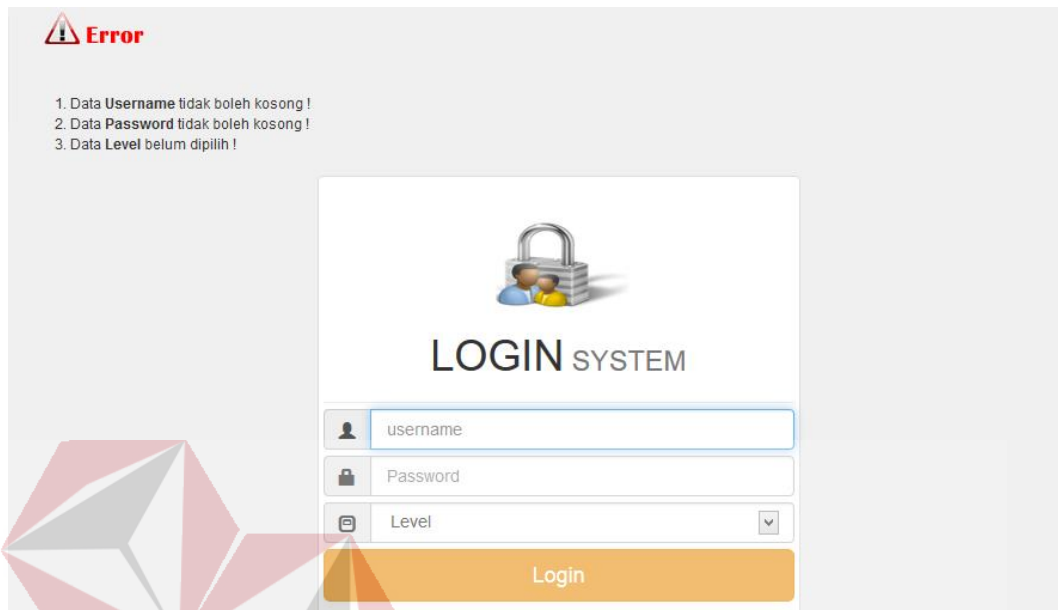 Error
1. Data Username tidak boleh kosong !
2. Data Password tidak boleh kosong !
3. Data Level belum dipilih !
LOGIN SYSTEM
username
Password
Level
Login